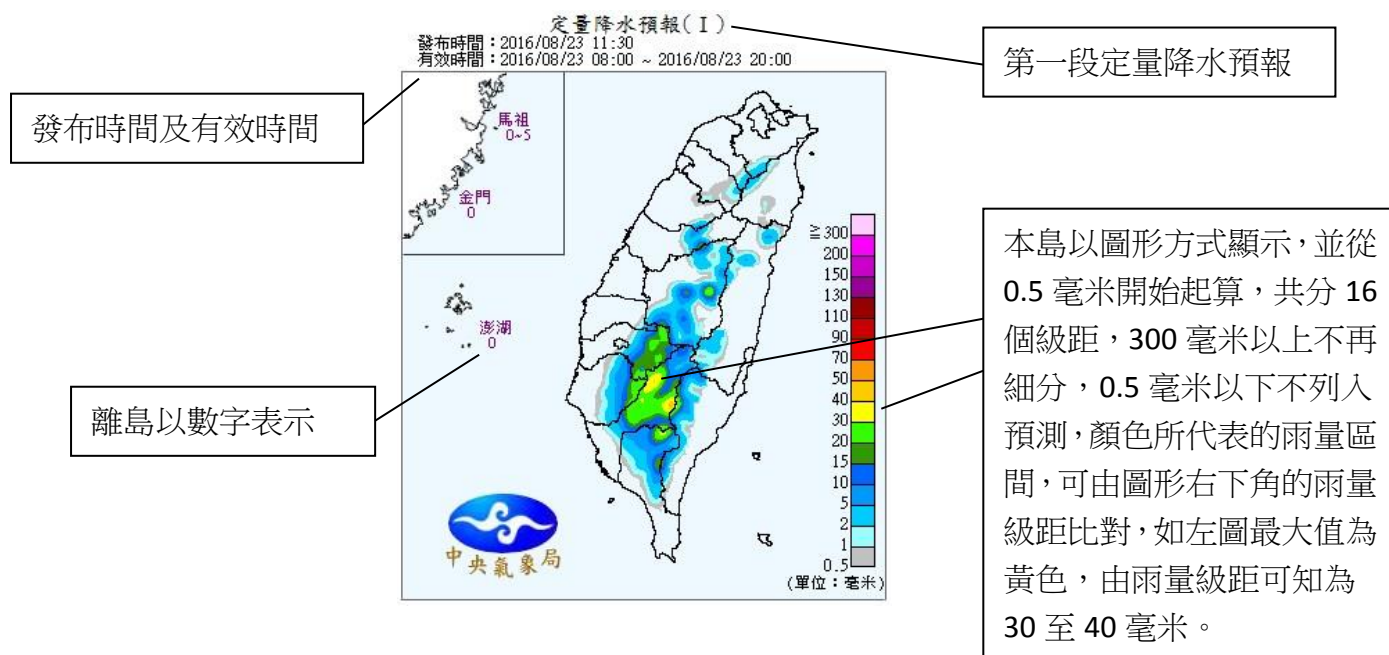 定量降水預報(Ⅰ)
發布時間：2016/08/23 11:30
有效時間：2016/08/23 08:00 ~ 2016/08/23 20:00
第一段定量降水預報
發布時間及有效時間
馬祖
0~5
金門
0
澎湖
0
離島以數字表示
≧300
200
150
130
110
90
70
50
40
30
20
15
10
5
2
1
0.5
(單位：毫米)
中央氣象局
本島以圖形方式顯示，並從
0.5 毫米開始起算，共分 16
個級距，300 毫米以上不再
細分，0.5 毫米以下不列入
預測，顏色所代表的雨量區
間，可由圖形右下角的雨量
級距比對，如左圖最大值為
黃色，由雨量級距可知為
30 至 40 毫米。